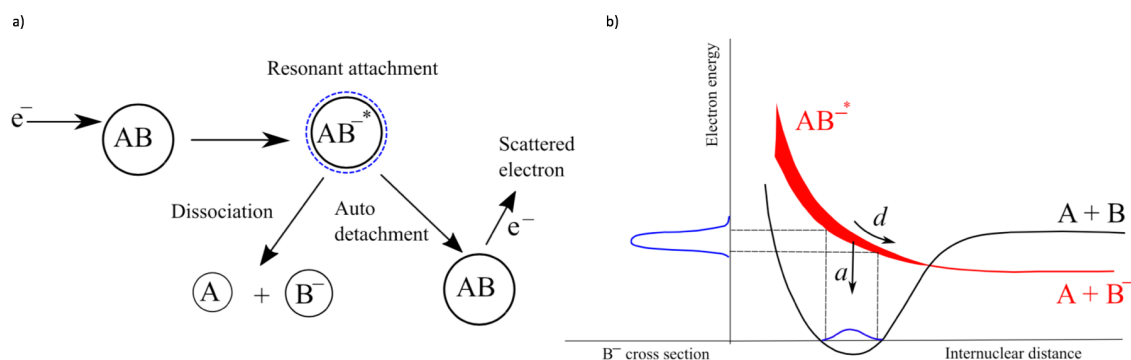 a)
b)
Resonant attachment
e⁻
AB
AB⁻*
Scattered
electron
Dissociation
Auto
detachment
e⁻
A + B⁻
AB
Electron energy
AB⁻*
d
a
A + B
A + B⁻
B⁻ cross section
Internuclear distance